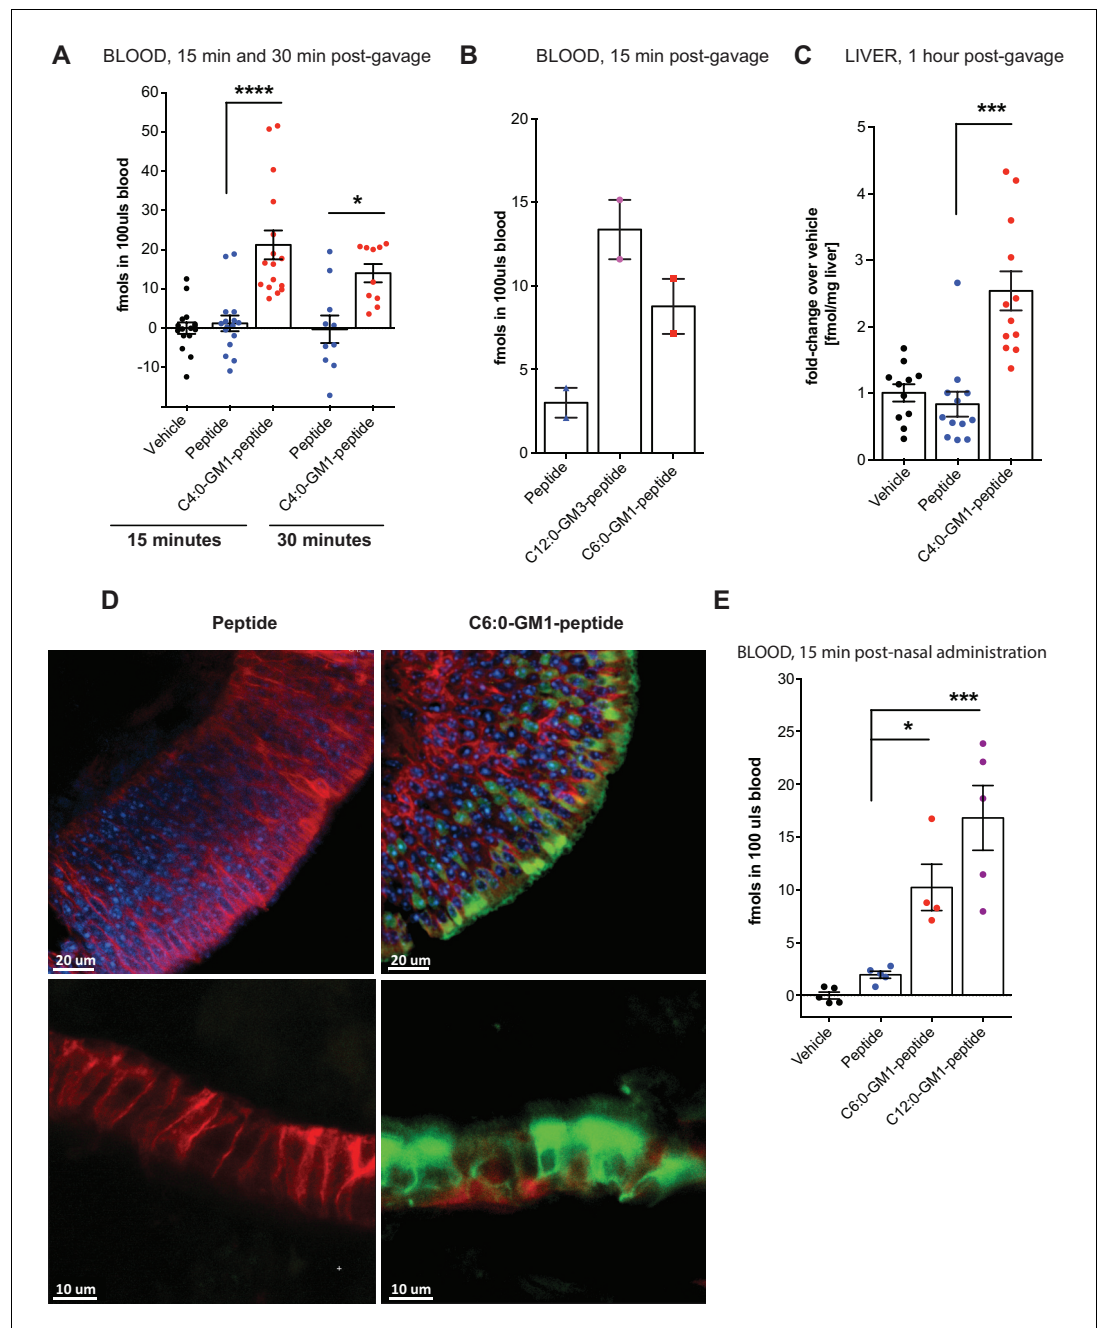 A BLOOD, 15 min and 30 min post-gavage
fmols in 100uls blood
60
50
40
30
20
10
0
-10
****
*
Vehicle
Peptide
C4:0-GM1-peptide
Peptide
C4:0-GM1-peptide
15 minutes
30 minutes
B BLOOD, 15 min post-gavage
fmols in 100uls blood
20
15
10
5
0
Peptide
C12:0-GM3-peptide
C6:0-GM1-peptide
C LIVER, 1 hour post-gavage
fold-change over vehicle
[fmol/mg liver]
5
4
3
2
1
0
***
Vehicle
Peptide
C4:0-GM1-peptide
D
Peptide
C6:0-GM1-peptide
20 um
20 um
10 um
10 um
E
BLOOD, 15 min post-nasal administration
fmols in 100 uls blood
30
25
20
15
10
5
0
***
*
Vehicle
Peptide
C6:0-GM1-peptide
C12:0-GM1-peptide